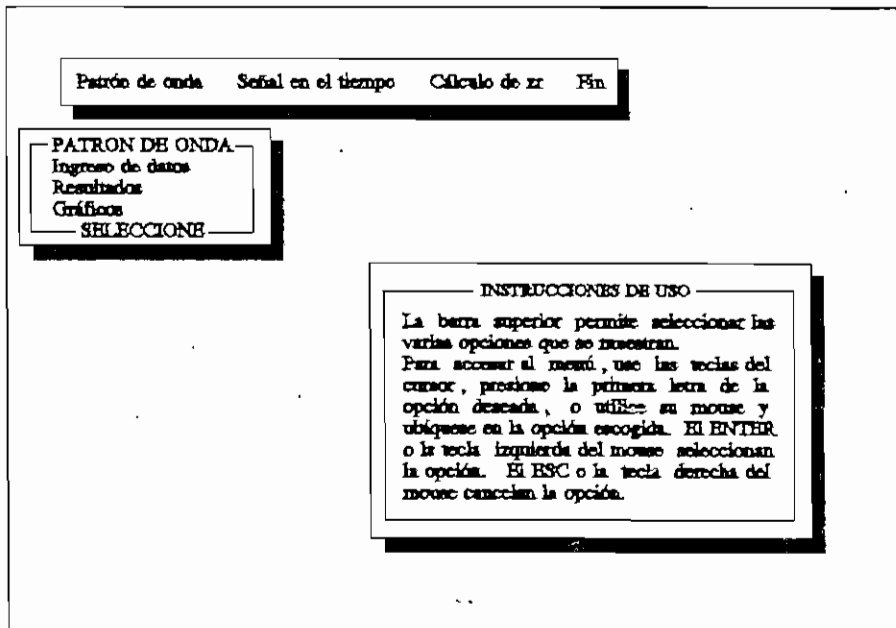 Patrón de onda Señal en el tiempo Cálculo de zr Fin
PATRON DE ONDA
Ingreso de datos
Resultados
Gráficos
SELECCIONE
INSTRUCCIONES DE USO
La barra superior permite seleccionar las
varias opciones que se muestran.
Para accesar al menú, use las teclas del
cursor, presione la primera letra de la
opción deseada, o utilice su mouse y
ubíquese en la opción escogida. El ENTER
o la tecla izquierda del mouse seleccionan
la opción. El ESC o la tecla derecha del
mouse cancelan la opción.